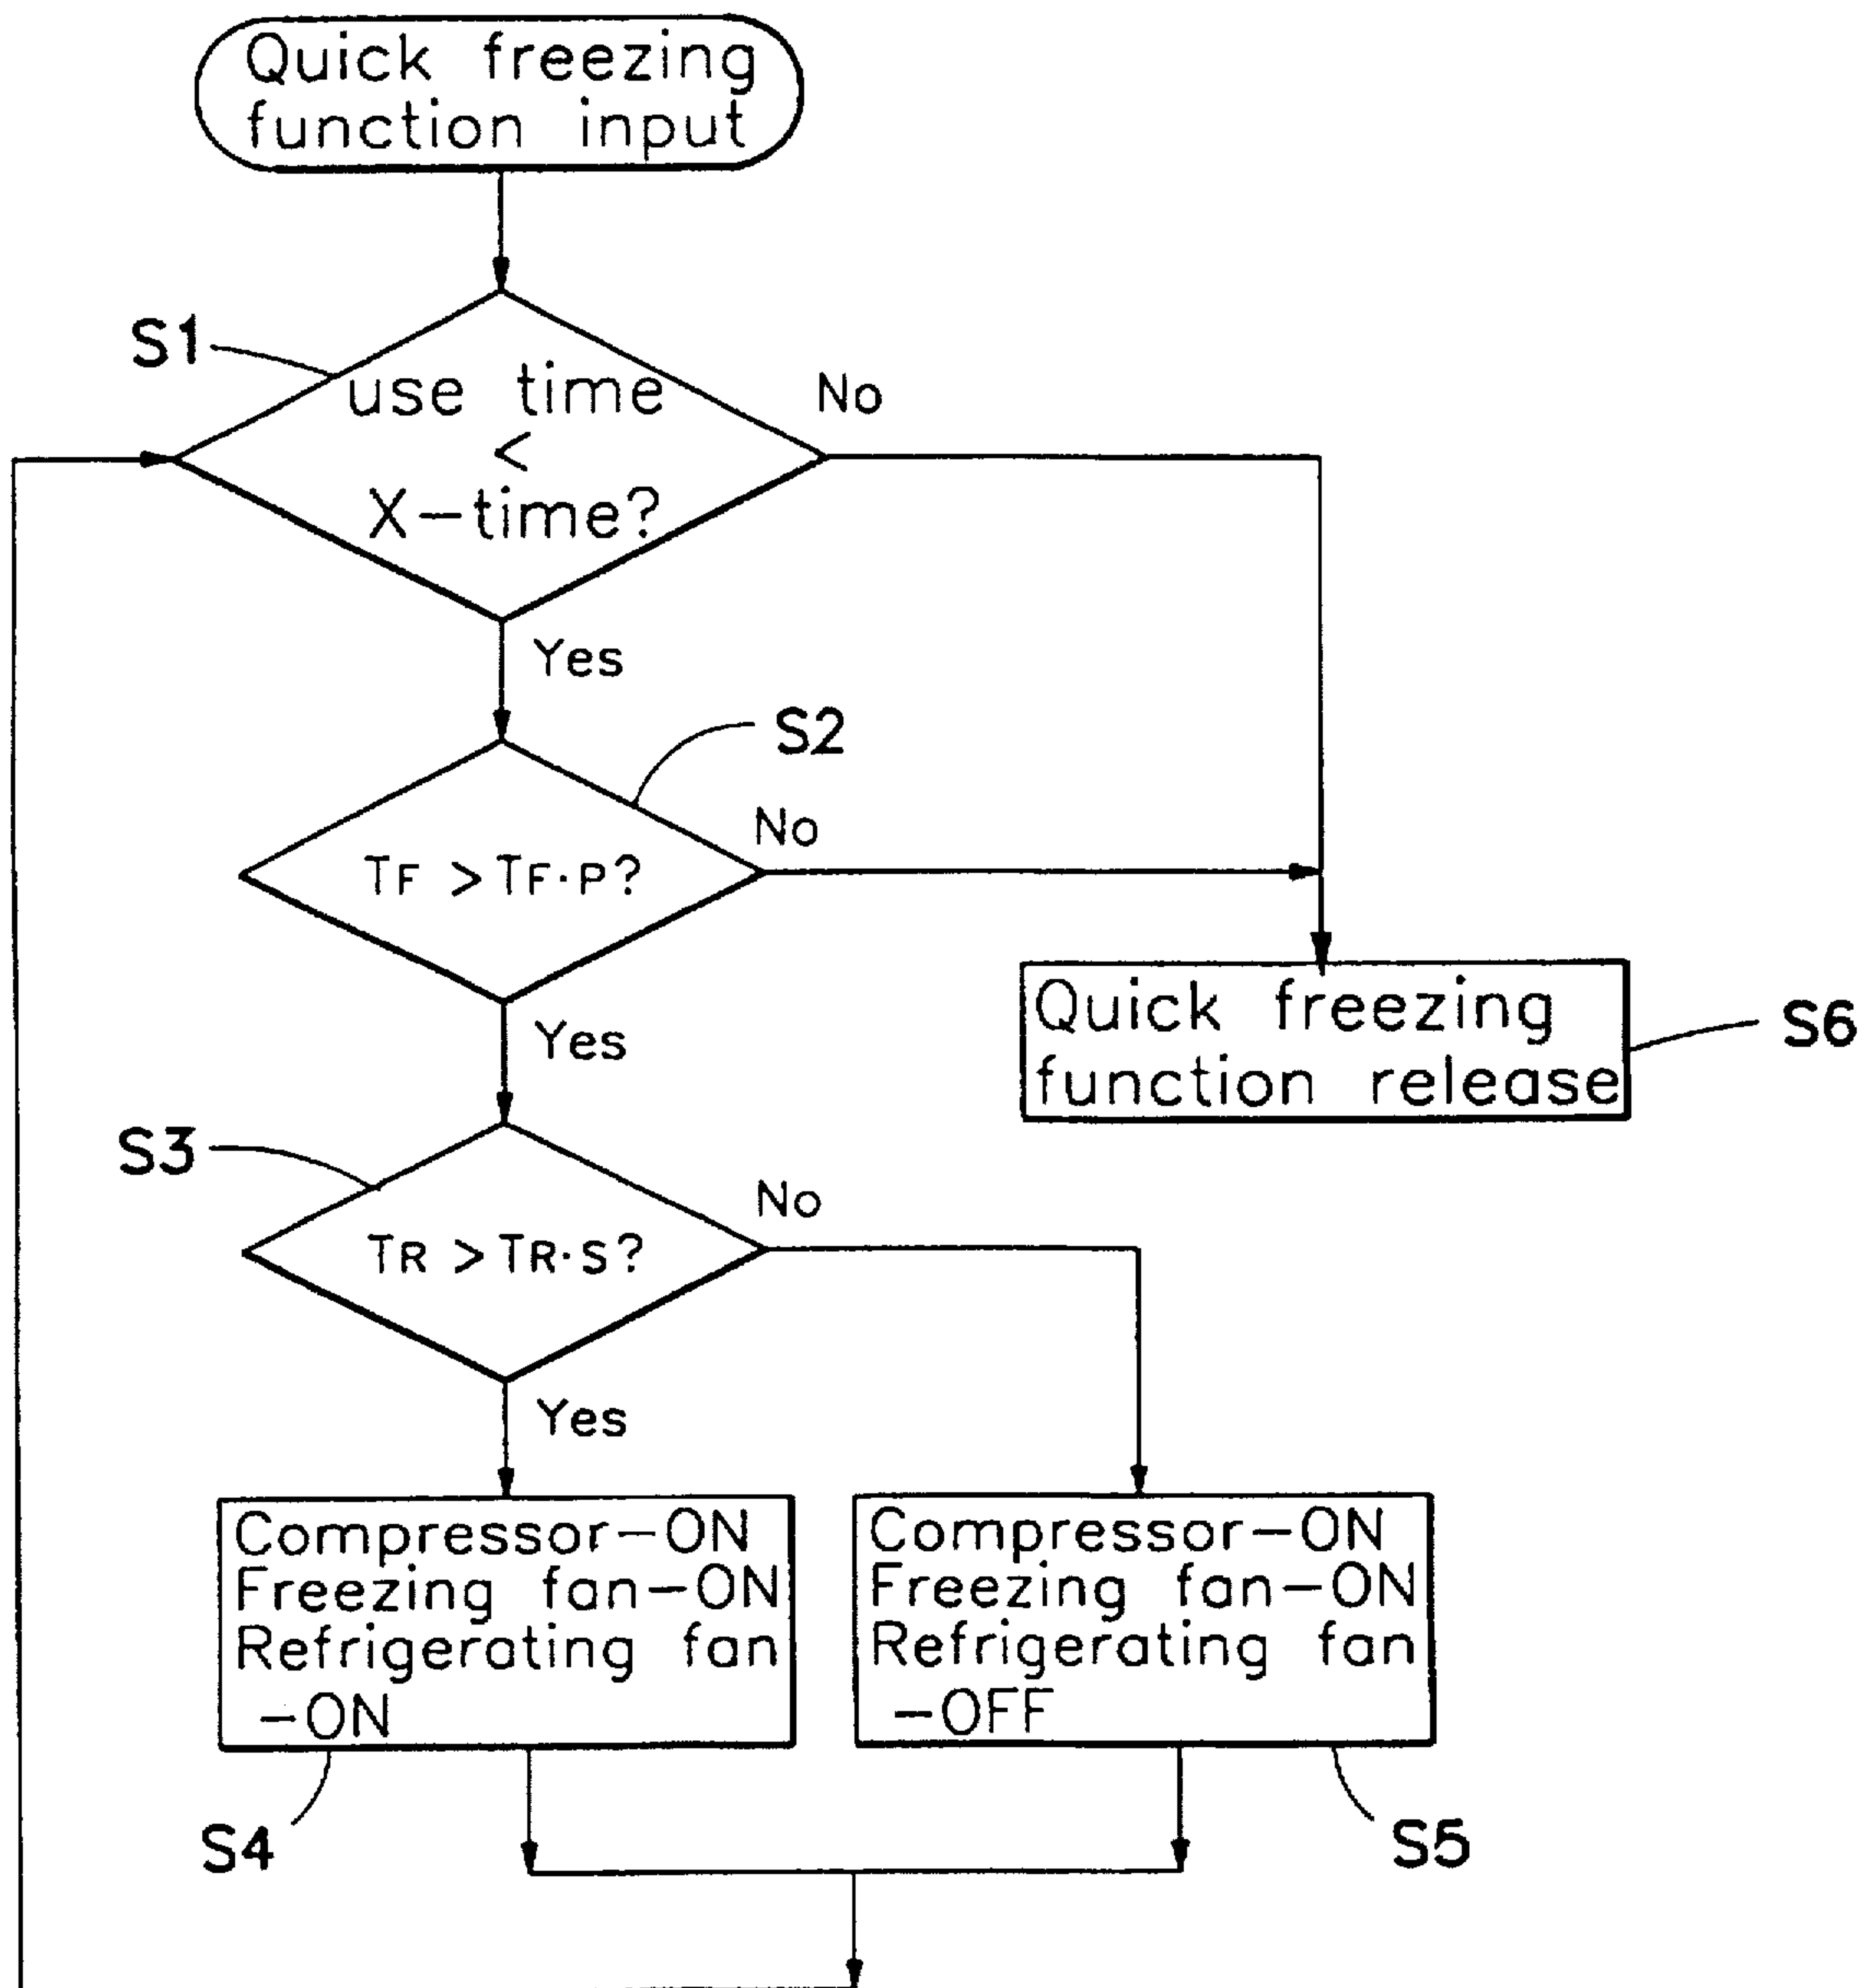 Quick freezing
function input
S1
use time
<
X-time?
No
Yes
S2
TF > TF·P?
No
Yes
Quick freezing
function release
S6
S3
TR > TR·S?
No
Yes
Compressor-ON
Freezing fan-ON
Refrigerating fan
-ON
Compressor-ON
Freezing fan-ON
Refrigerating fan
-OFF
S4
S5